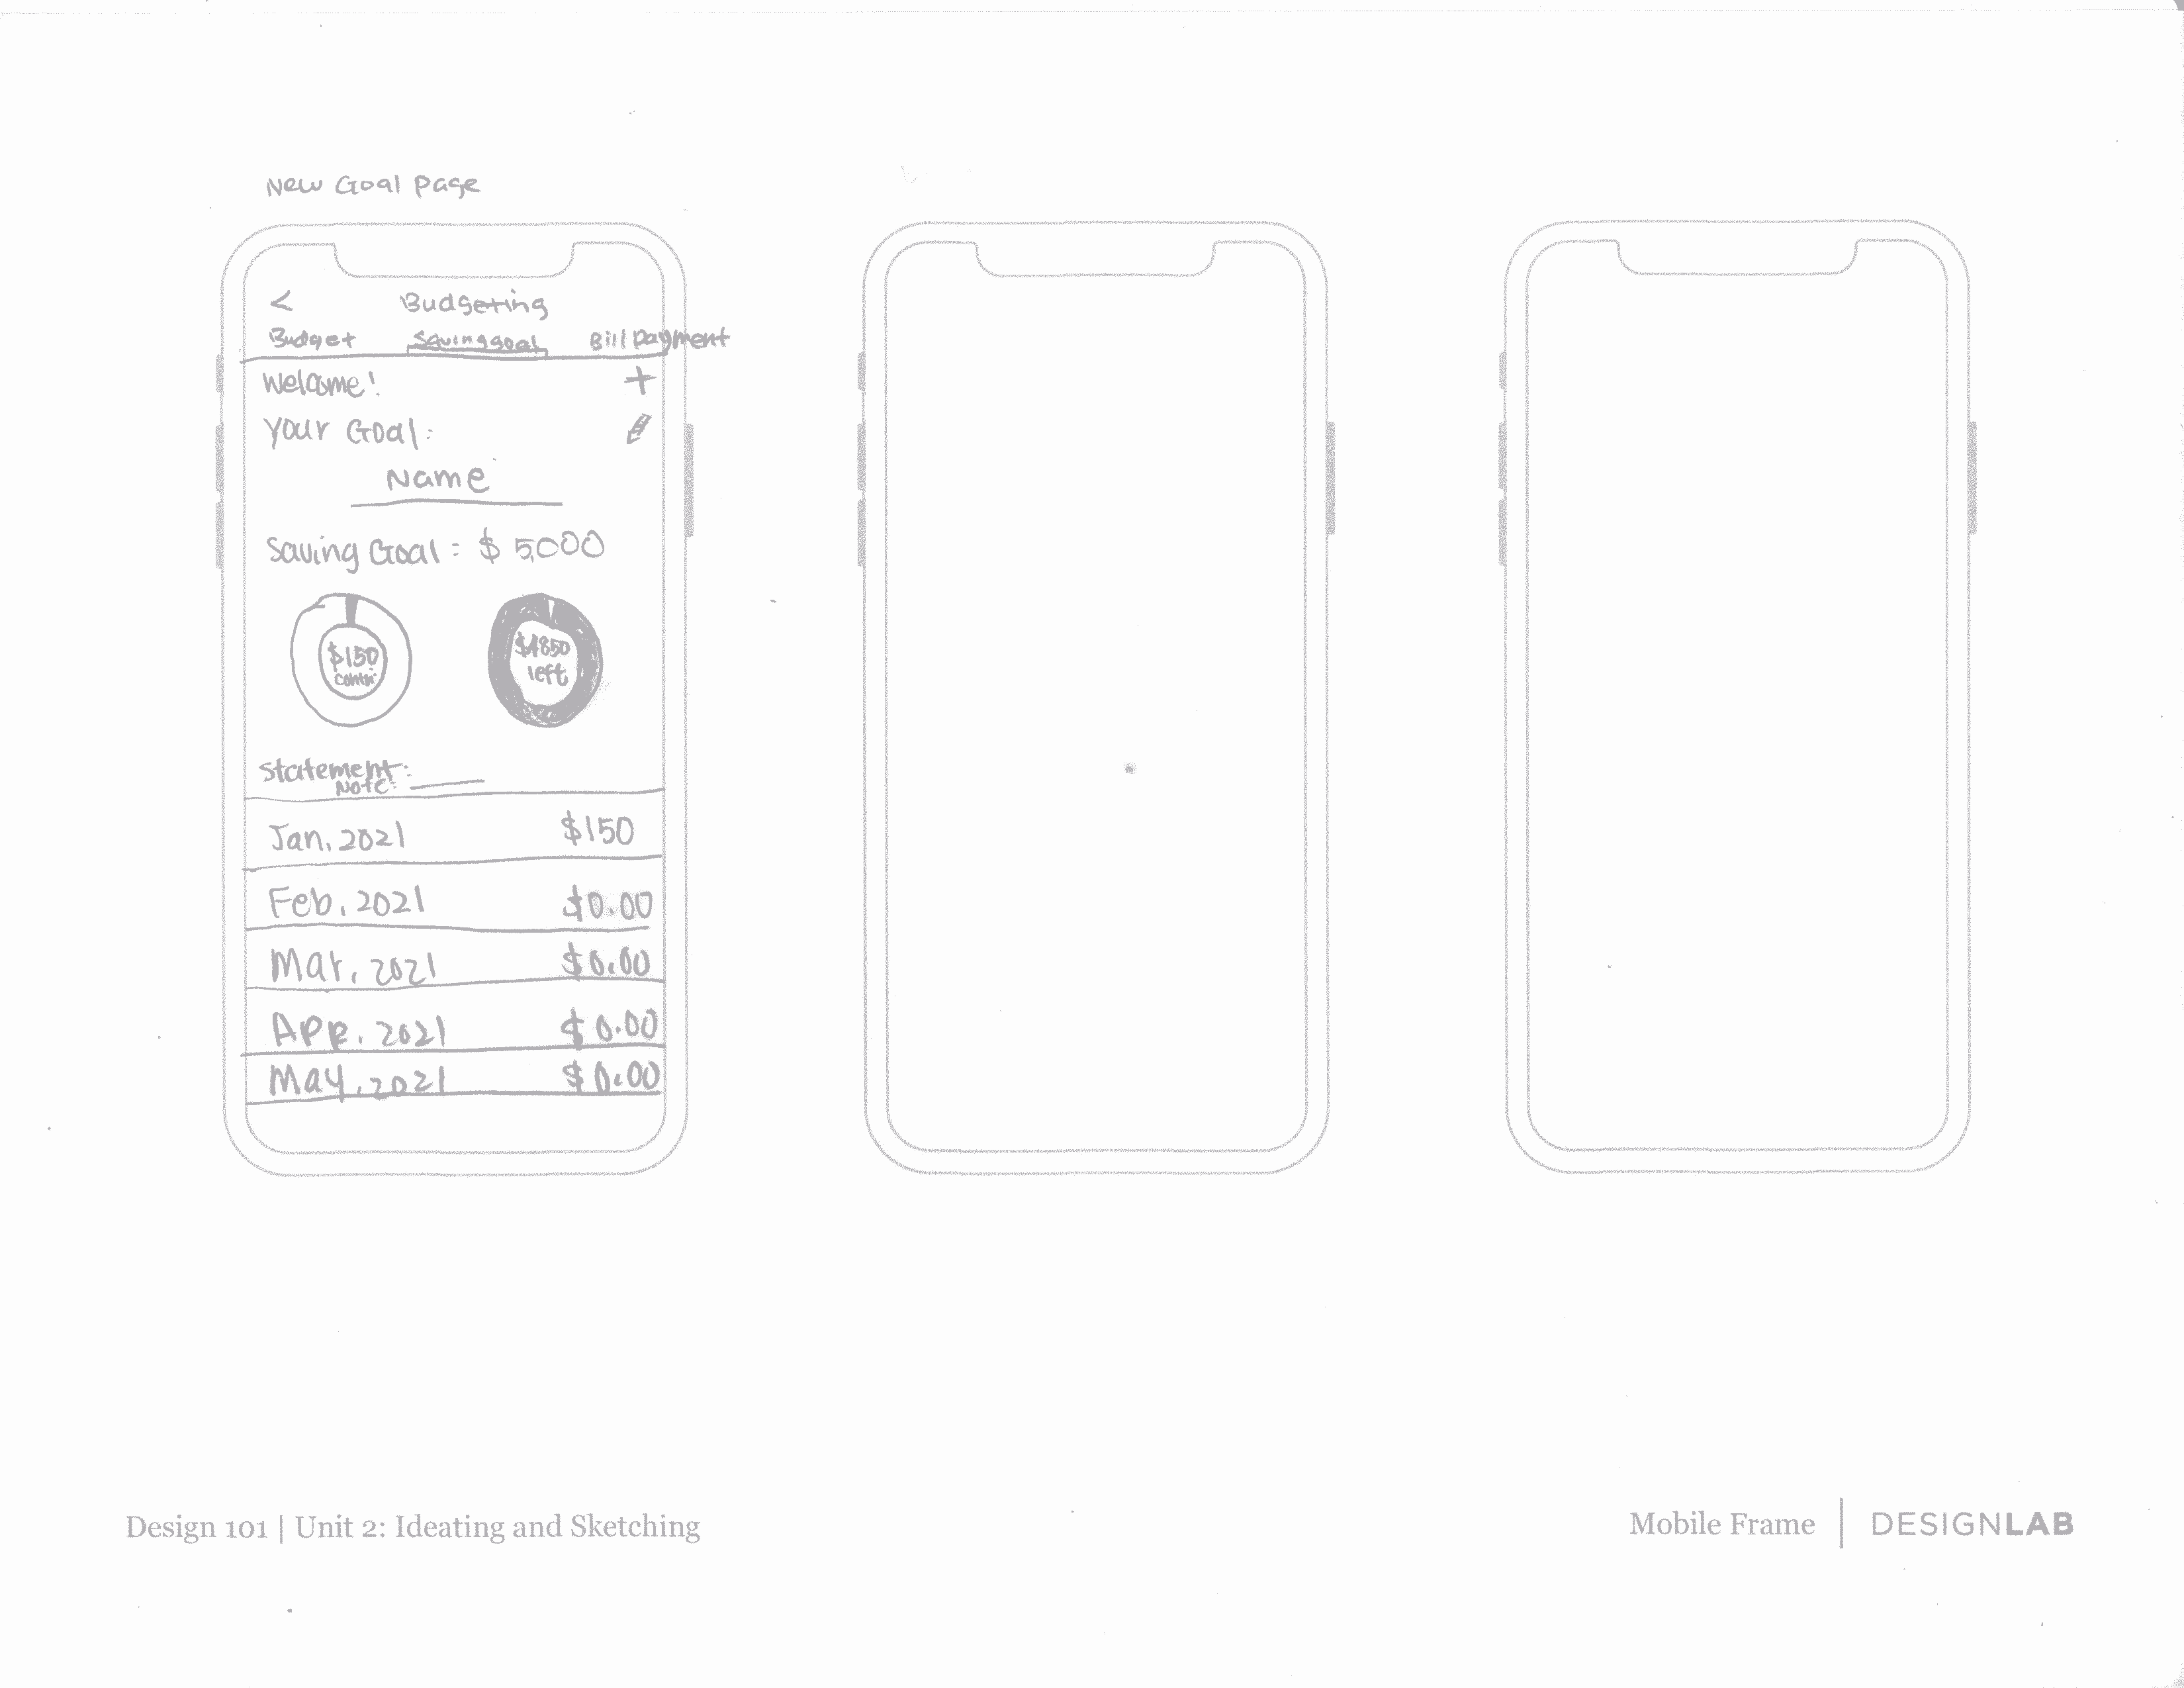 New Goal Page
< Budgeting
Budget Saving goal Bill Payment
Welcome! +
Your Goal:
Name
Saving Goal: $ 5,000
$150 contri
$4850 left
Statement:
Note:
Jan, 2021 $150
Feb, 2021 $0.00
Mar, 2021 $0.00
APR, 2021 $0.00
May, 2021 $0.00
Design 101 | Unit 2: Ideating and Sketching
Mobile Frame | DESIGNLAB